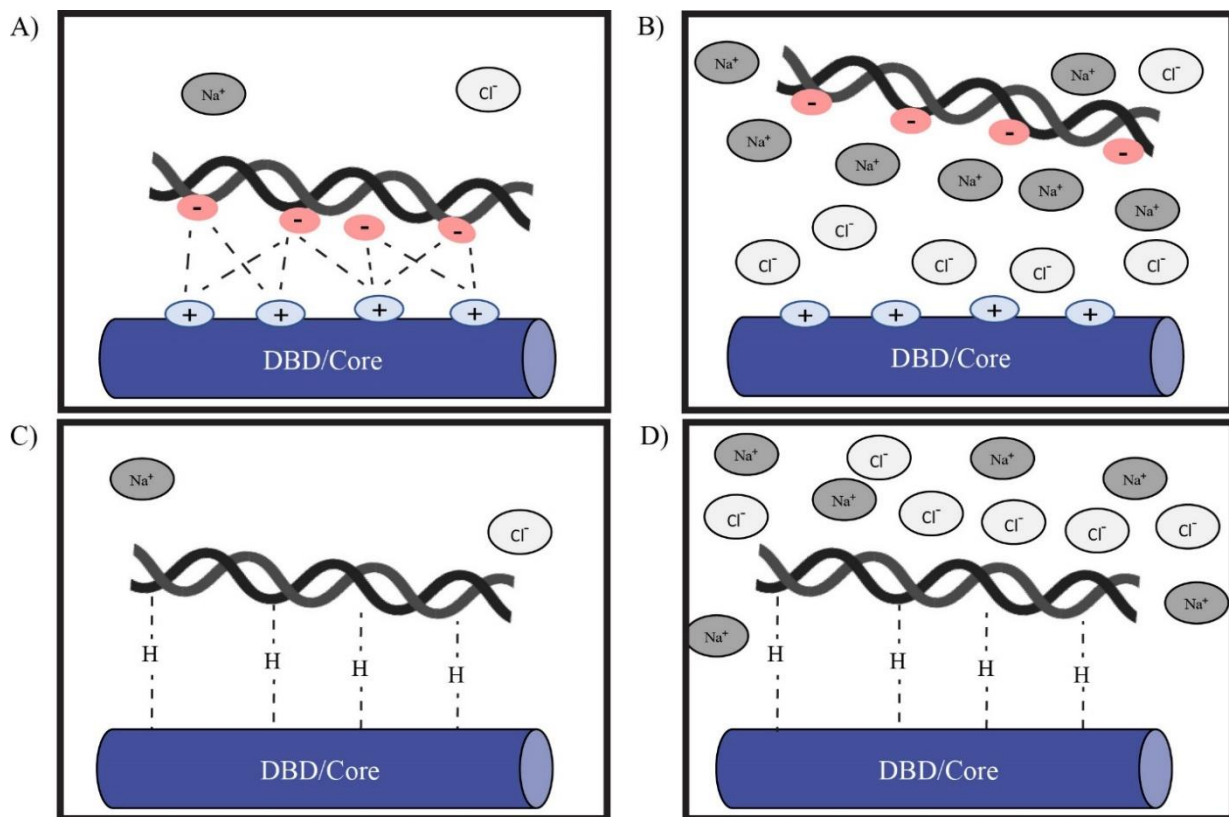 A)
Na⁺
Cl⁻
- - - -
+ + + +
DBD/Core
B)
Na⁺ Na⁺ Cl⁻
- - - -
Na⁺ Na⁺ Na⁺ Na⁺ Na⁺
Cl⁻ Cl⁻ Cl⁻ Cl⁻ Cl⁻
+ + + +
DBD/Core
C)
Na⁺
Cl⁻
H H H H
DBD/Core
D)
Na⁺ Cl⁻ Na⁺ Na⁺
Cl⁻ Na⁺ Cl⁻ Cl⁻ Cl⁻ Cl⁻
Na⁺ Na⁺
H H H H
DBD/Core